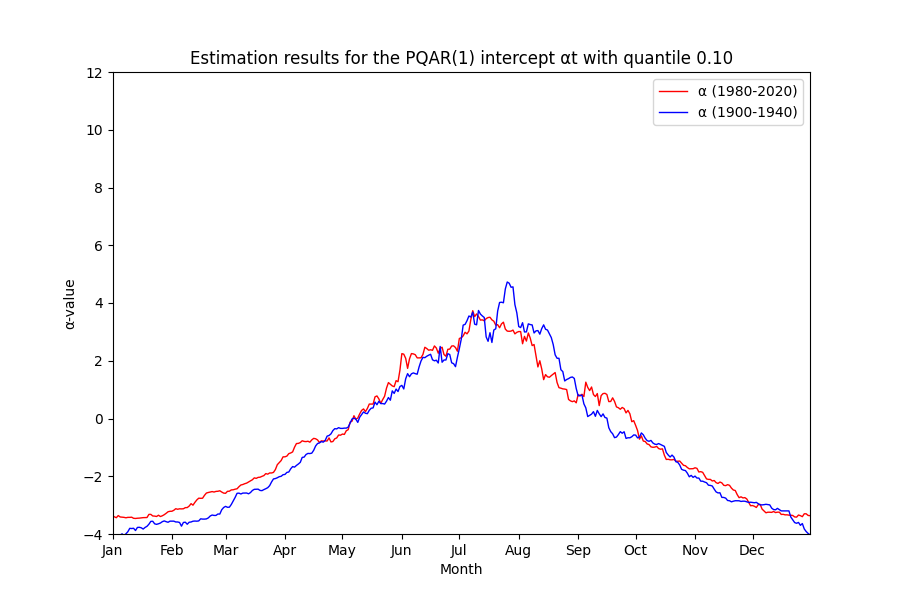 Estimation results for the PQAR(1) intercept αt with quantile 0.10
α (1980-2020)
α (1900-1940)
12
10
8
6
4
2
0
−2
−4
α-value
Jan Feb Mar Apr May Jun Jul Aug Sep Oct Nov Dec
Month